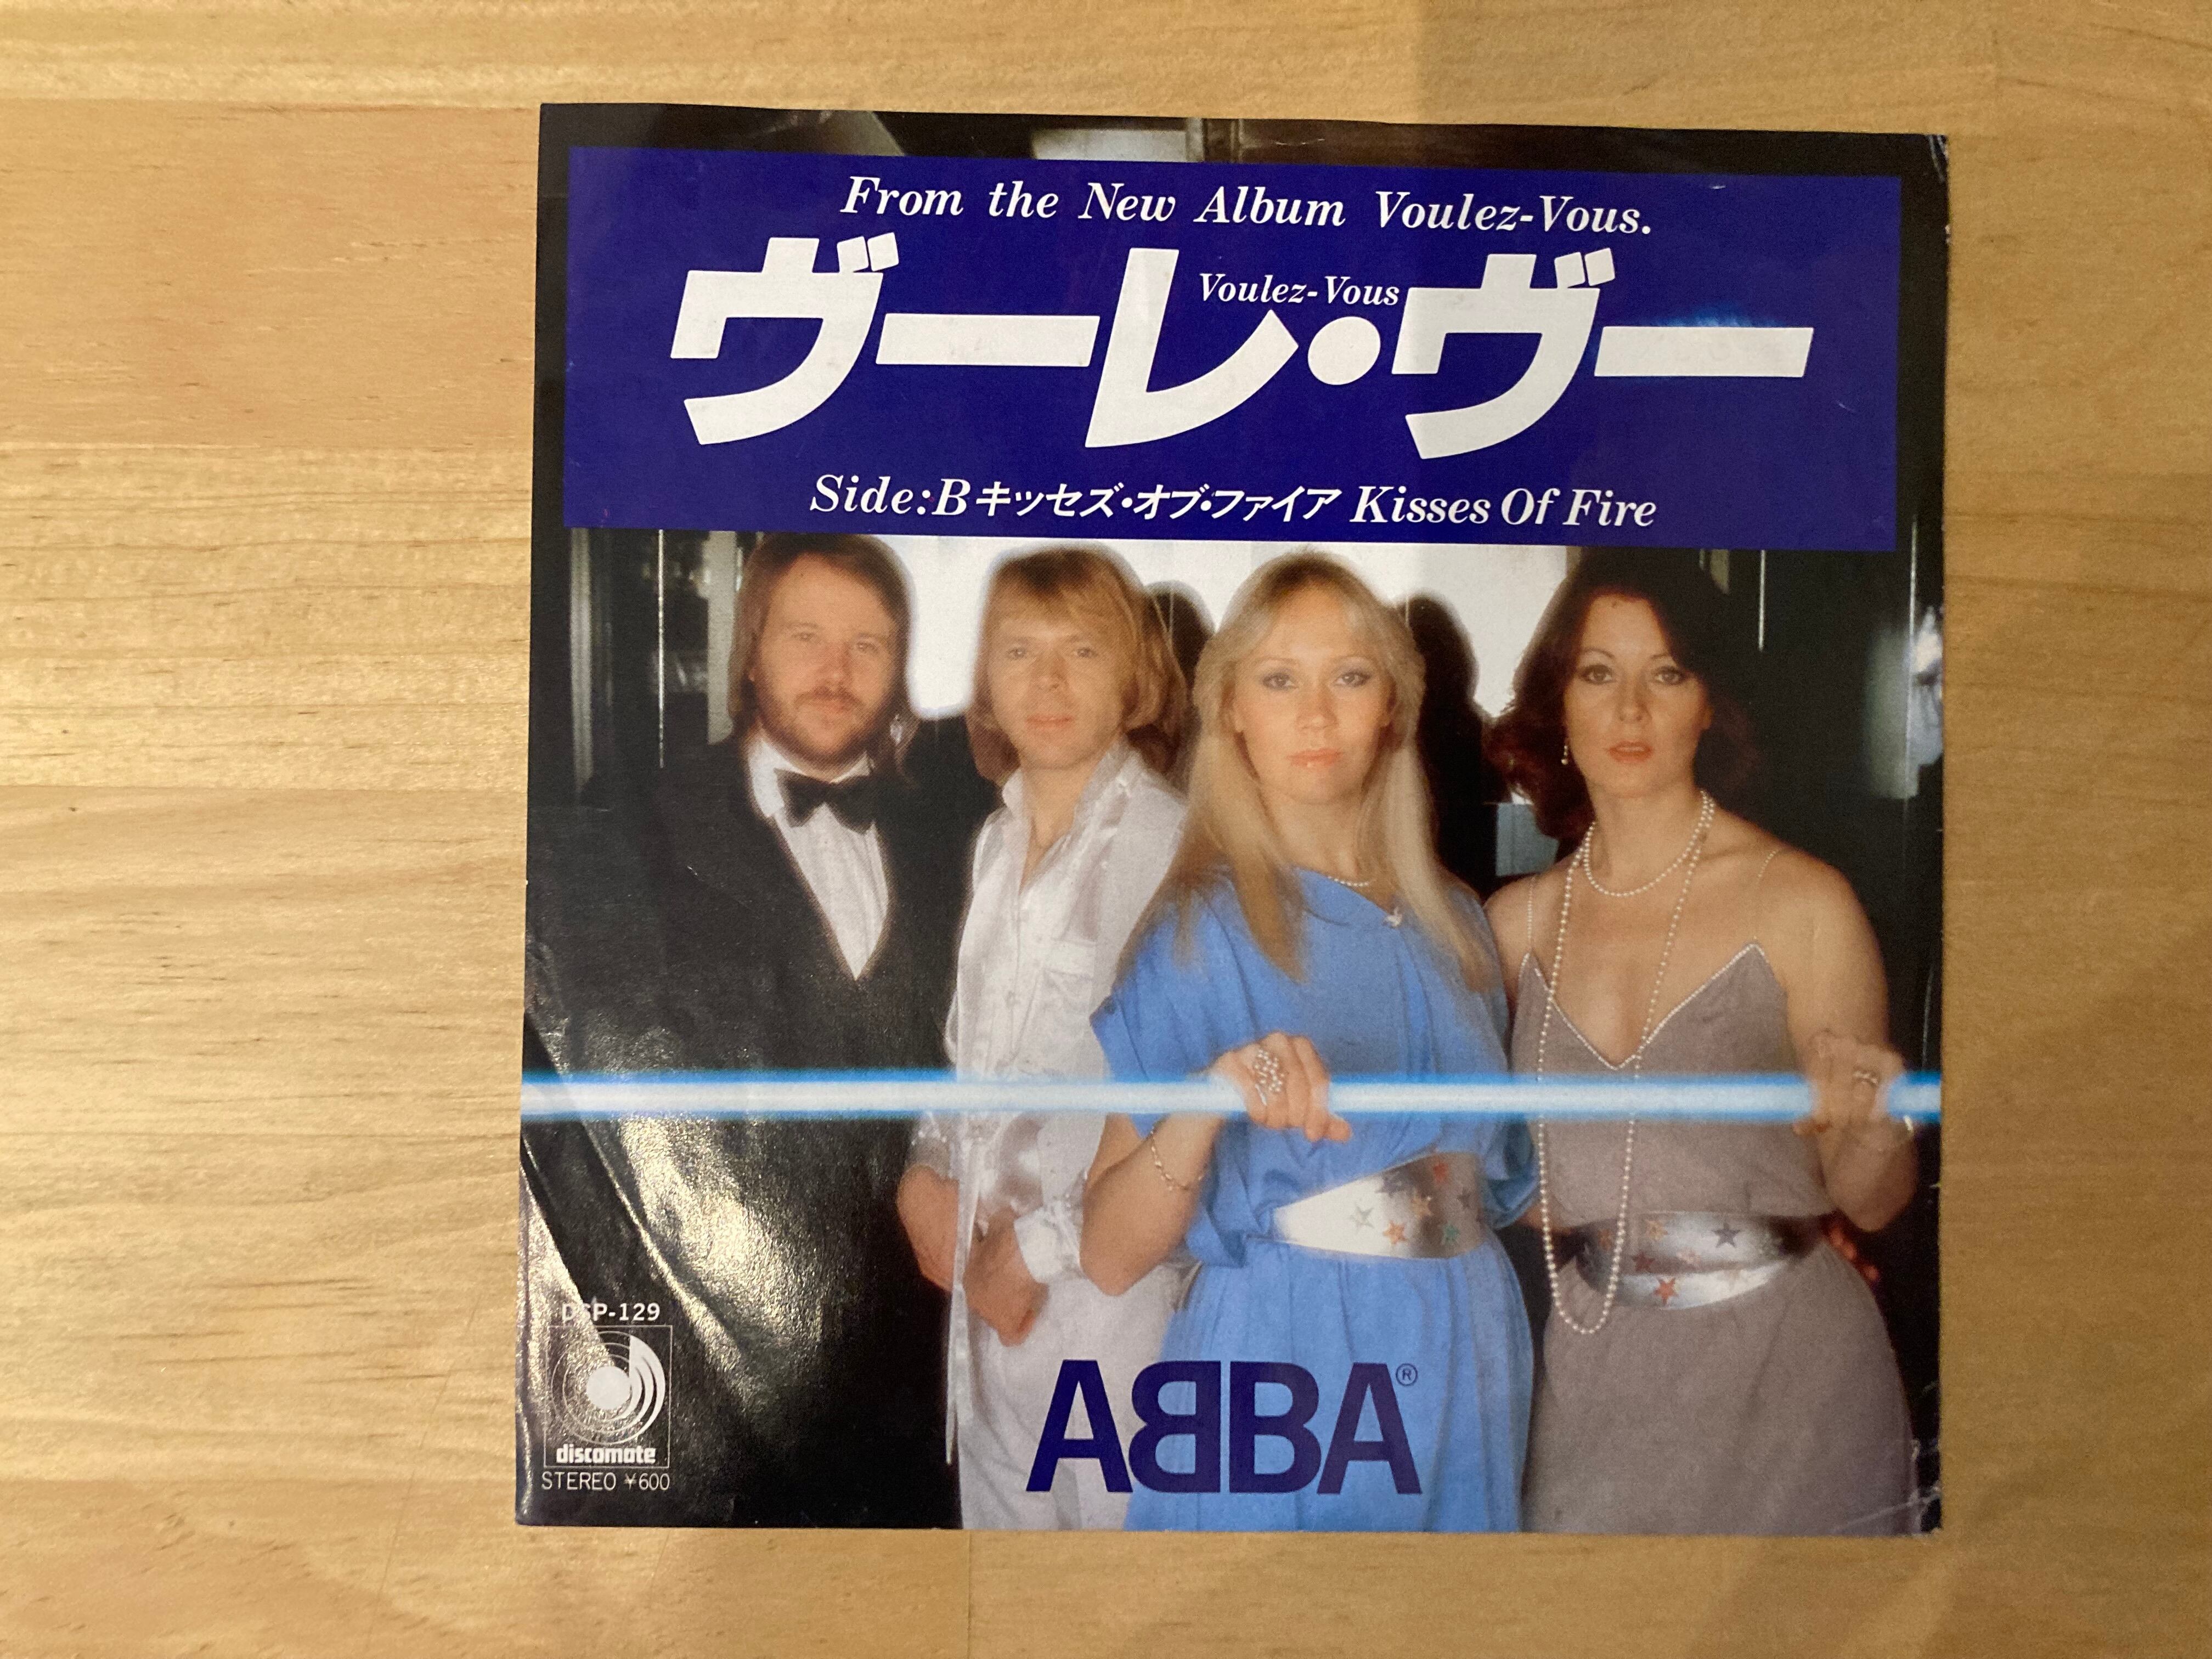 From the New Album Voulez-Vous.
Voulez-Vous
ヴーレ・ヴー
Side:B キッセズ・オブ・ファイア Kisses Of Fire
DSP-129
discomate
STEREO ¥600
ABBA®